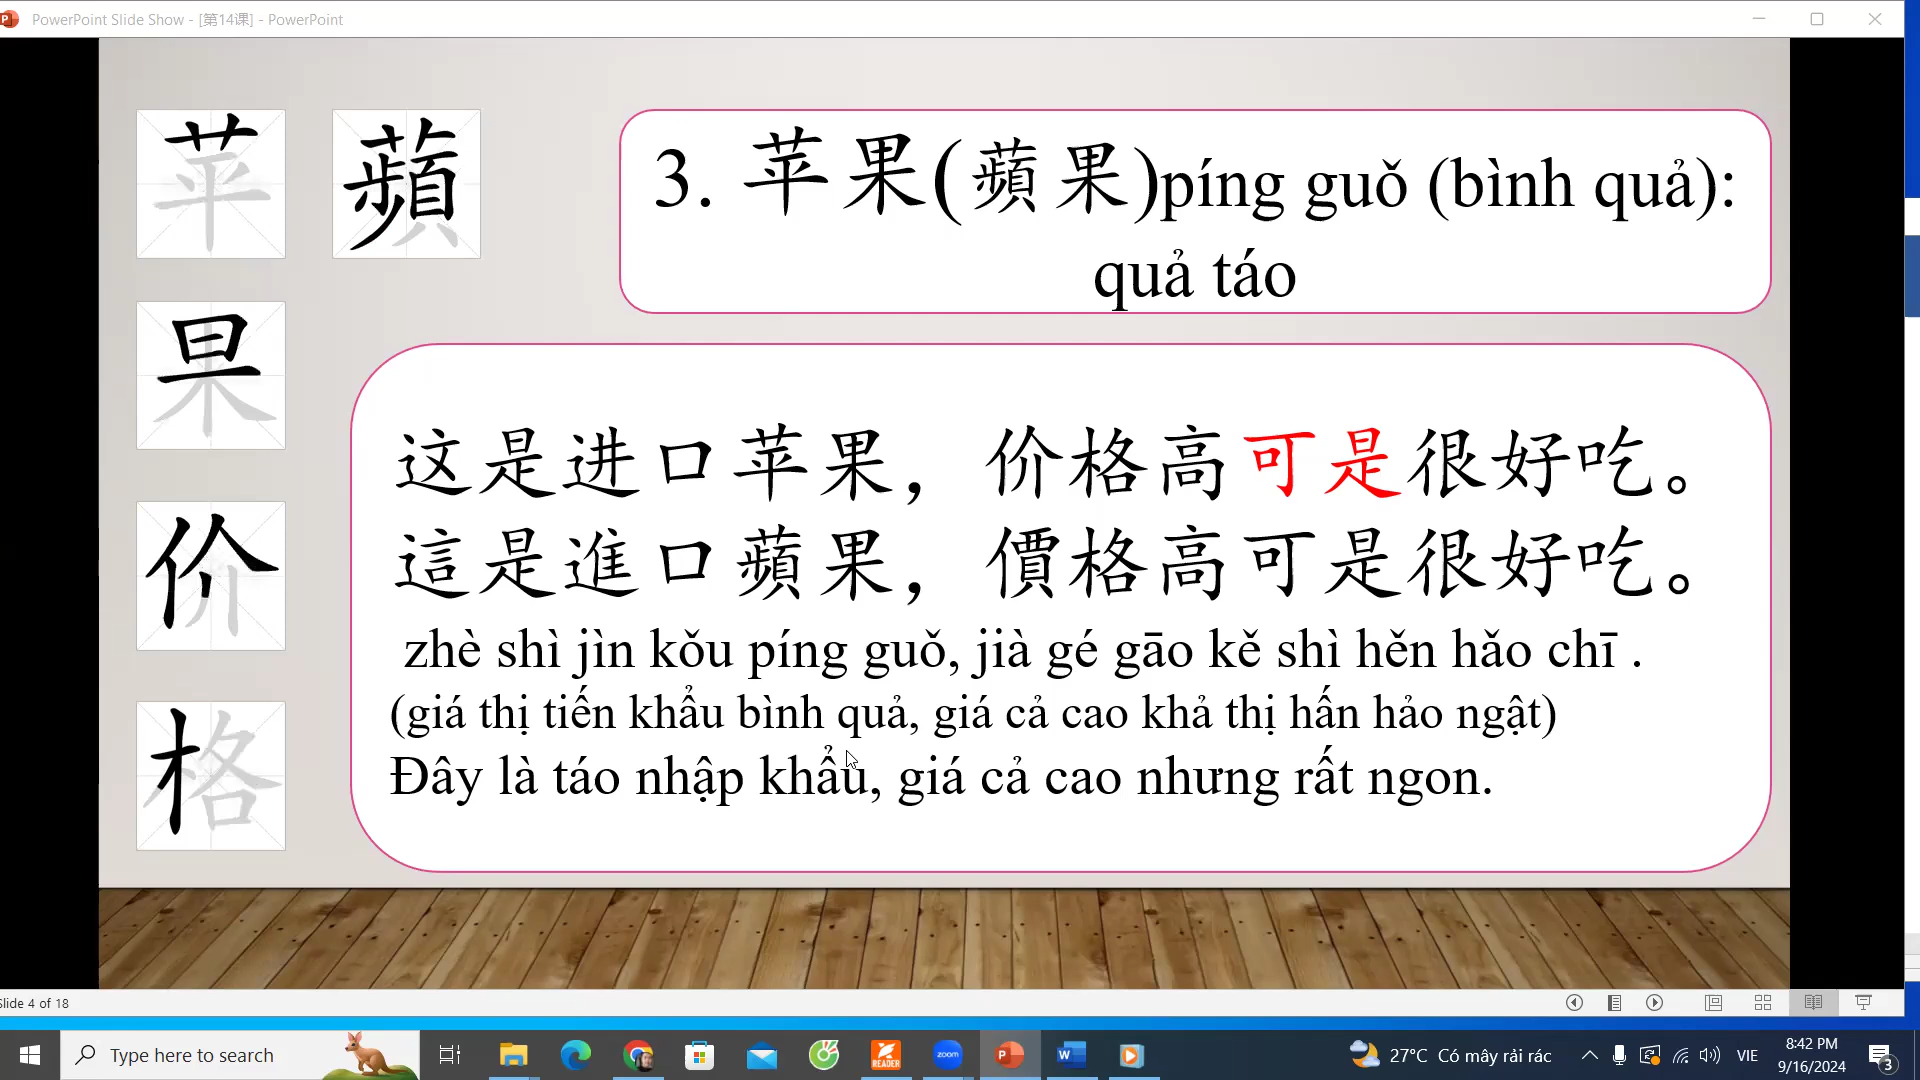 PowerPoint Slide Show - [第14课] - PowerPoint
苹 蘋
3. 苹果(蘋果)píng guǒ (bình quả):
quả táo
果
价
格
这是进口苹果，价格高可是很好吃。
這是進口蘋果，價格高可是很好吃。
zhè shì jìn kǒu píng guǒ, jià gé gāo kě shì hěn hǎo chī .
(giá thị tiến khẩu bình quả, giá cả cao khả thị hấn hảo ngật)
Đây là táo nhập khẩu, giá cả cao nhưng rất ngon.
Slide 4 of 18
Type here to search
READER
zoom
27°C Có mây rải rác
VIE
8:42 PM
9/16/2024
3